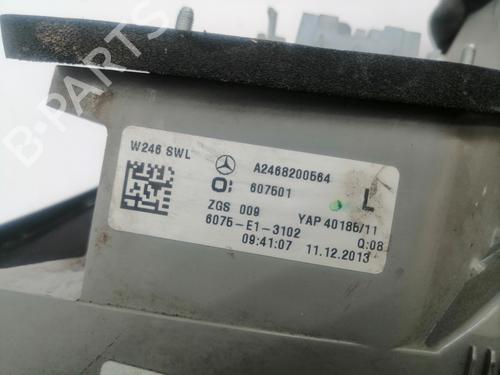 W246 SWL
A2468200564
607501
L
ZGS 009
YAP 40186/11
6075-E1-3102
Q:08
09:41:07 11.12.2013
B-PARTS